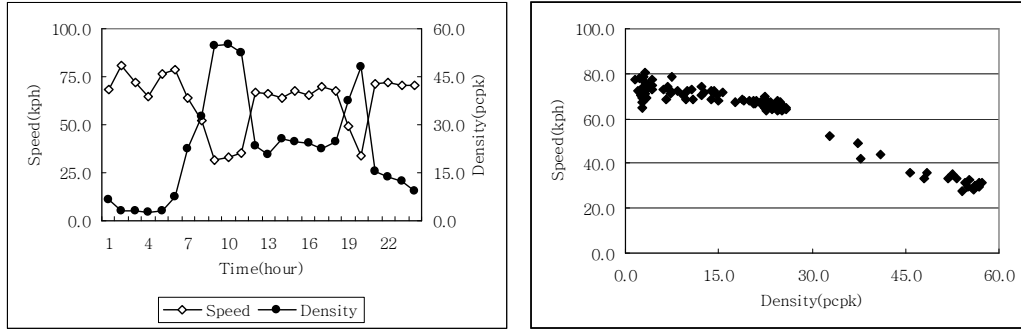 100.0
75.0
50.0
25.0
0.0
Speed(kph)
60.0
45.0
30.0
15.0
0.0
Density(pcpk)
1 4 7 10 13 16 19 22
Time(hour)
Speed Density
100.0
80.0
60.0
40.0
20.0
0.0
Speed(kph)
0.0 15.0 30.0 45.0 60.0
Density(pcpk)